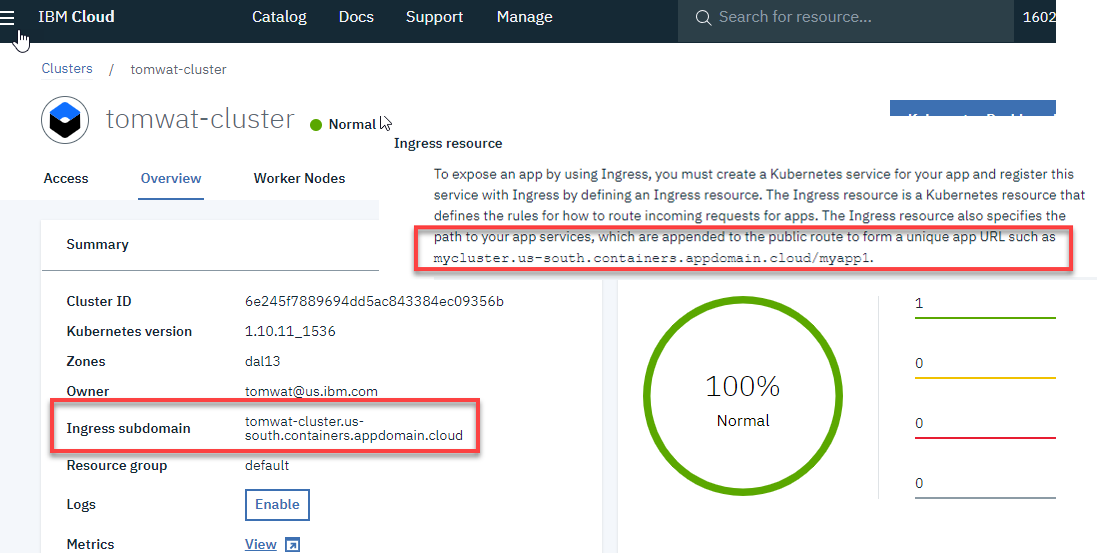 IBM Cloud Catalog Docs Support Manage Search for resource... 1602
Clusters / tomwat-cluster
tomwat-cluster Normal
Ingress resource
To expose an app by using Ingress, you must create a Kubernetes service for your app and register this
service with Ingress by defining an Ingress resource. The Ingress resource is a Kubernetes resource that
defines the rules for how to route incoming requests for apps. The Ingress resource also specifies the
path to your app services, which are appended to the public route to form a unique app URL such as
mycluster.us-south.containers.appdomain.cloud/myapp1.
Access Overview Worker Nodes
Summary
Cluster ID 6e245f7889694dd5ac843384ec09356b
Kubernetes version 1.10.11_1536
Zones dal13
Owner tomwat@us.ibm.com
Ingress subdomain tomwat-cluster.us-
south.containers.appdomain.cloud
Resource group default
Logs Enable
Metrics View
100%
Normal
1
0
0
0